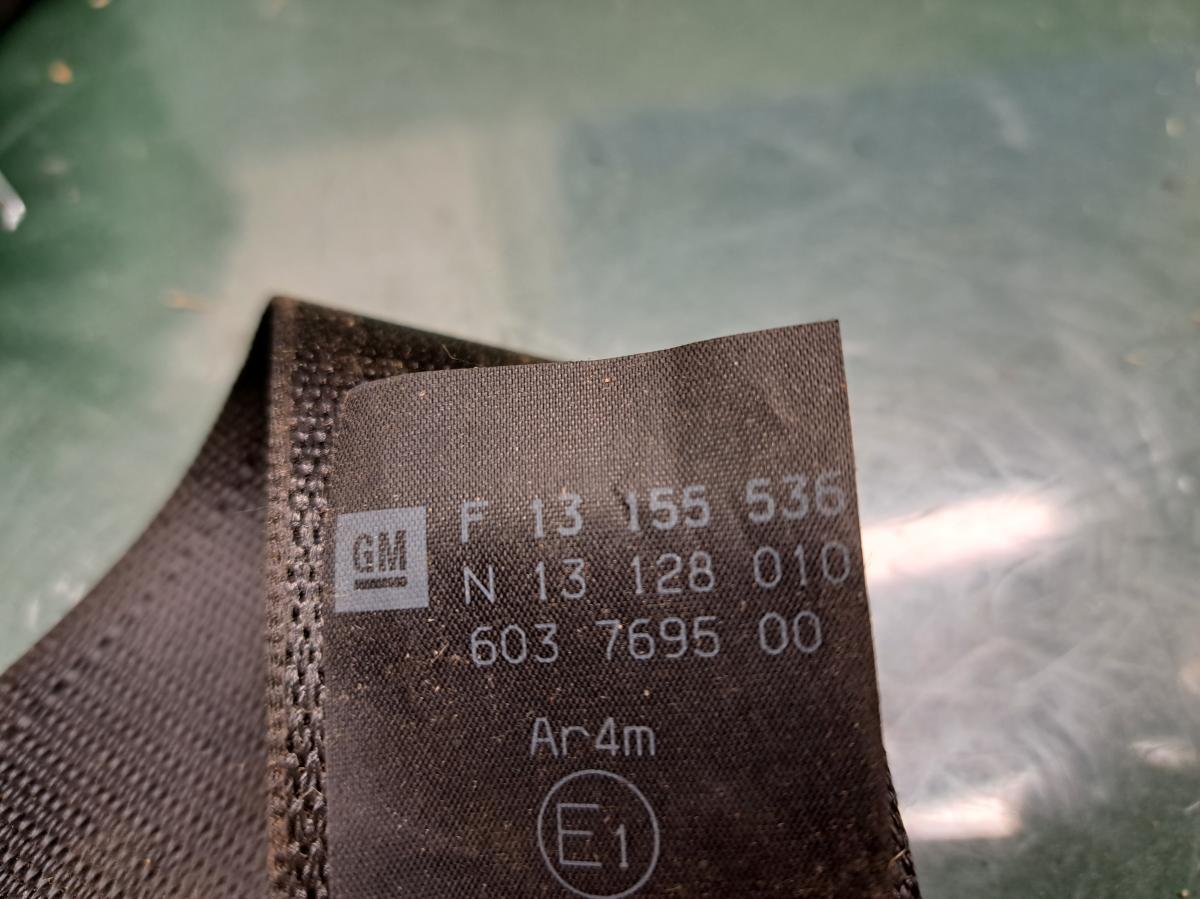 GM
F 13 155 536
N 13 128 010
603 7695 00
Ar4m
E1